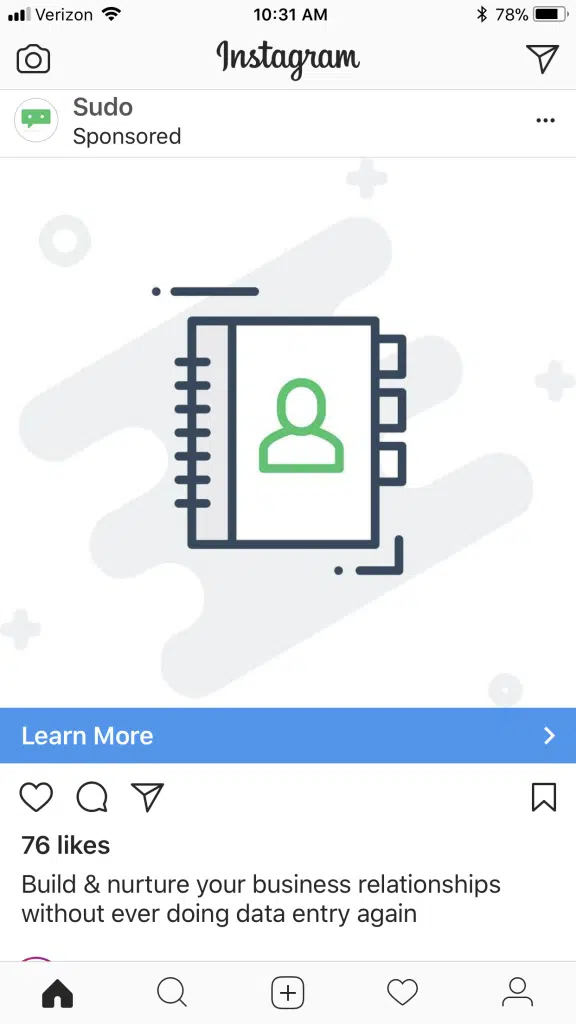 Verizon 10:31 AM 78%
Instagram
Sudo
Sponsored
Learn More
76 likes
Build & nurture your business relationships
without ever doing data entry again